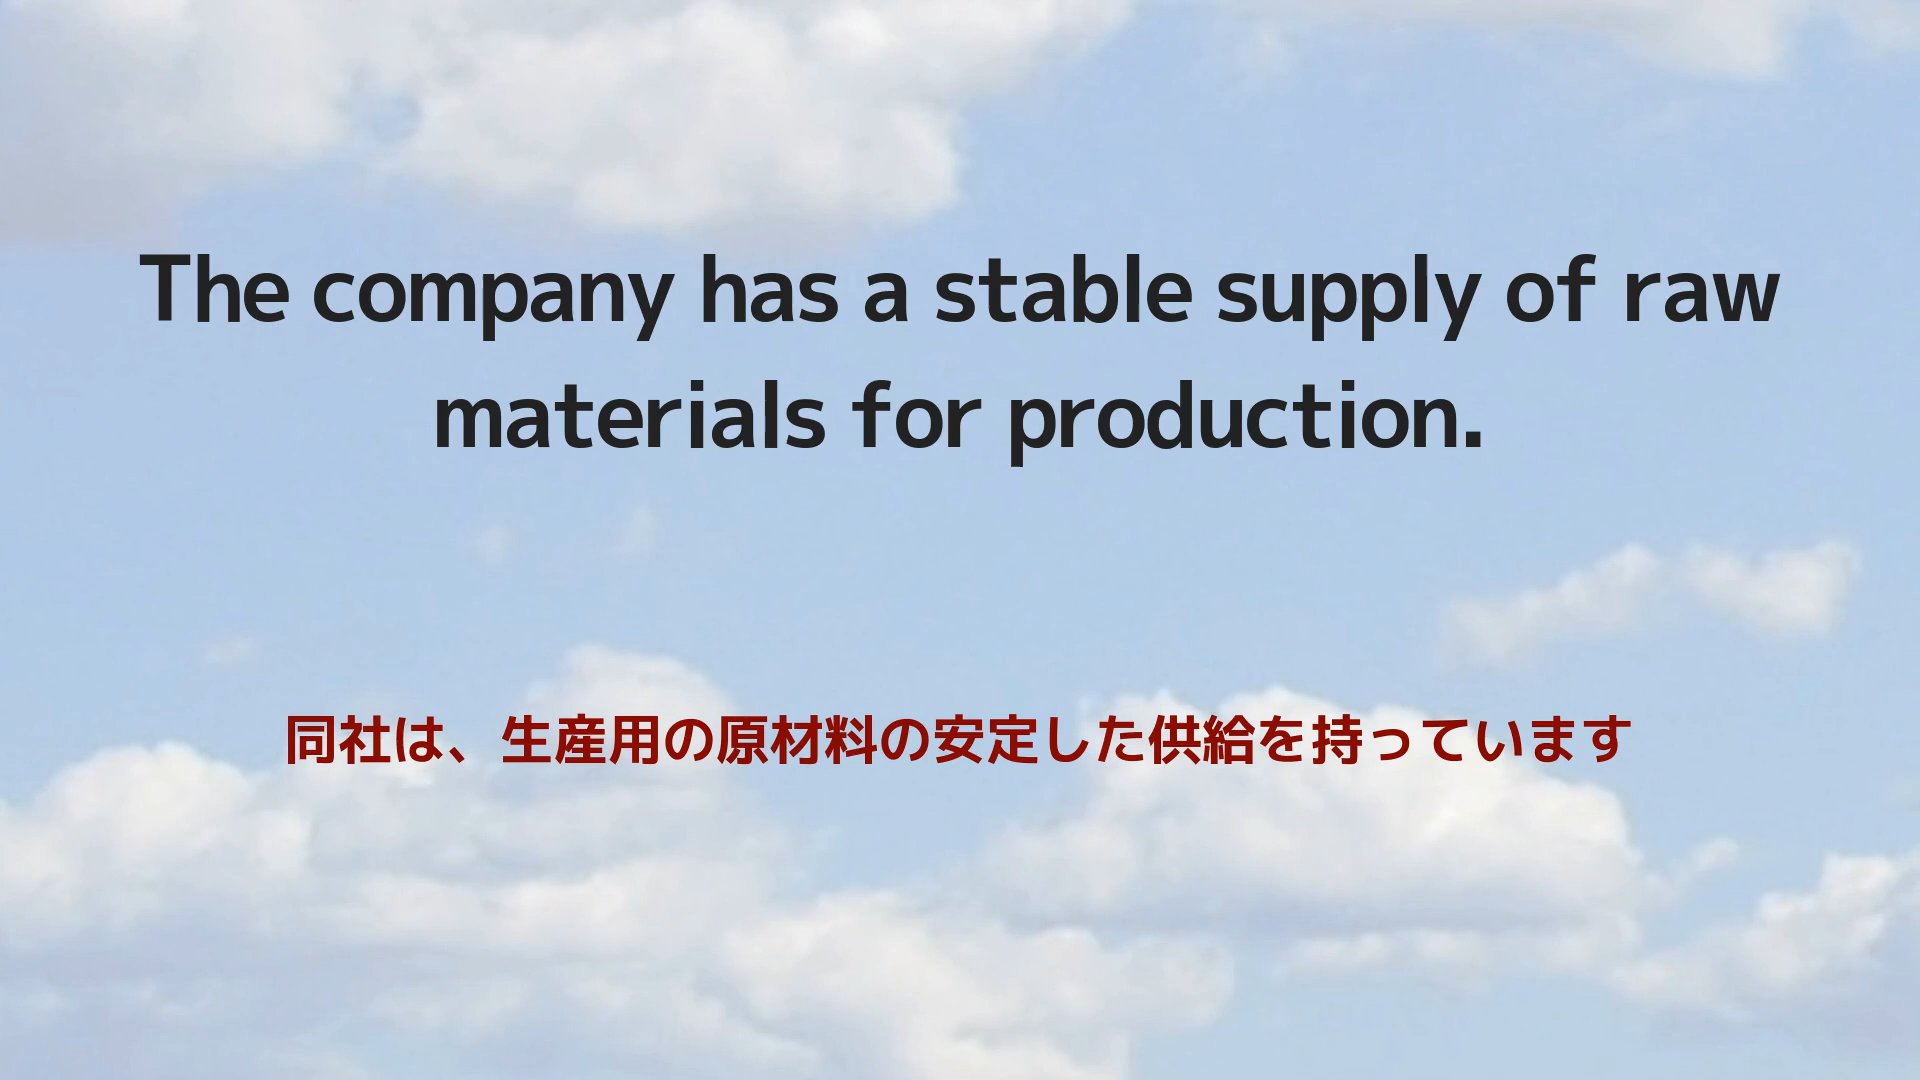 The company has a stable supply of raw
materials for production.
同社は、生産用の原材料の安定した供給を持っています